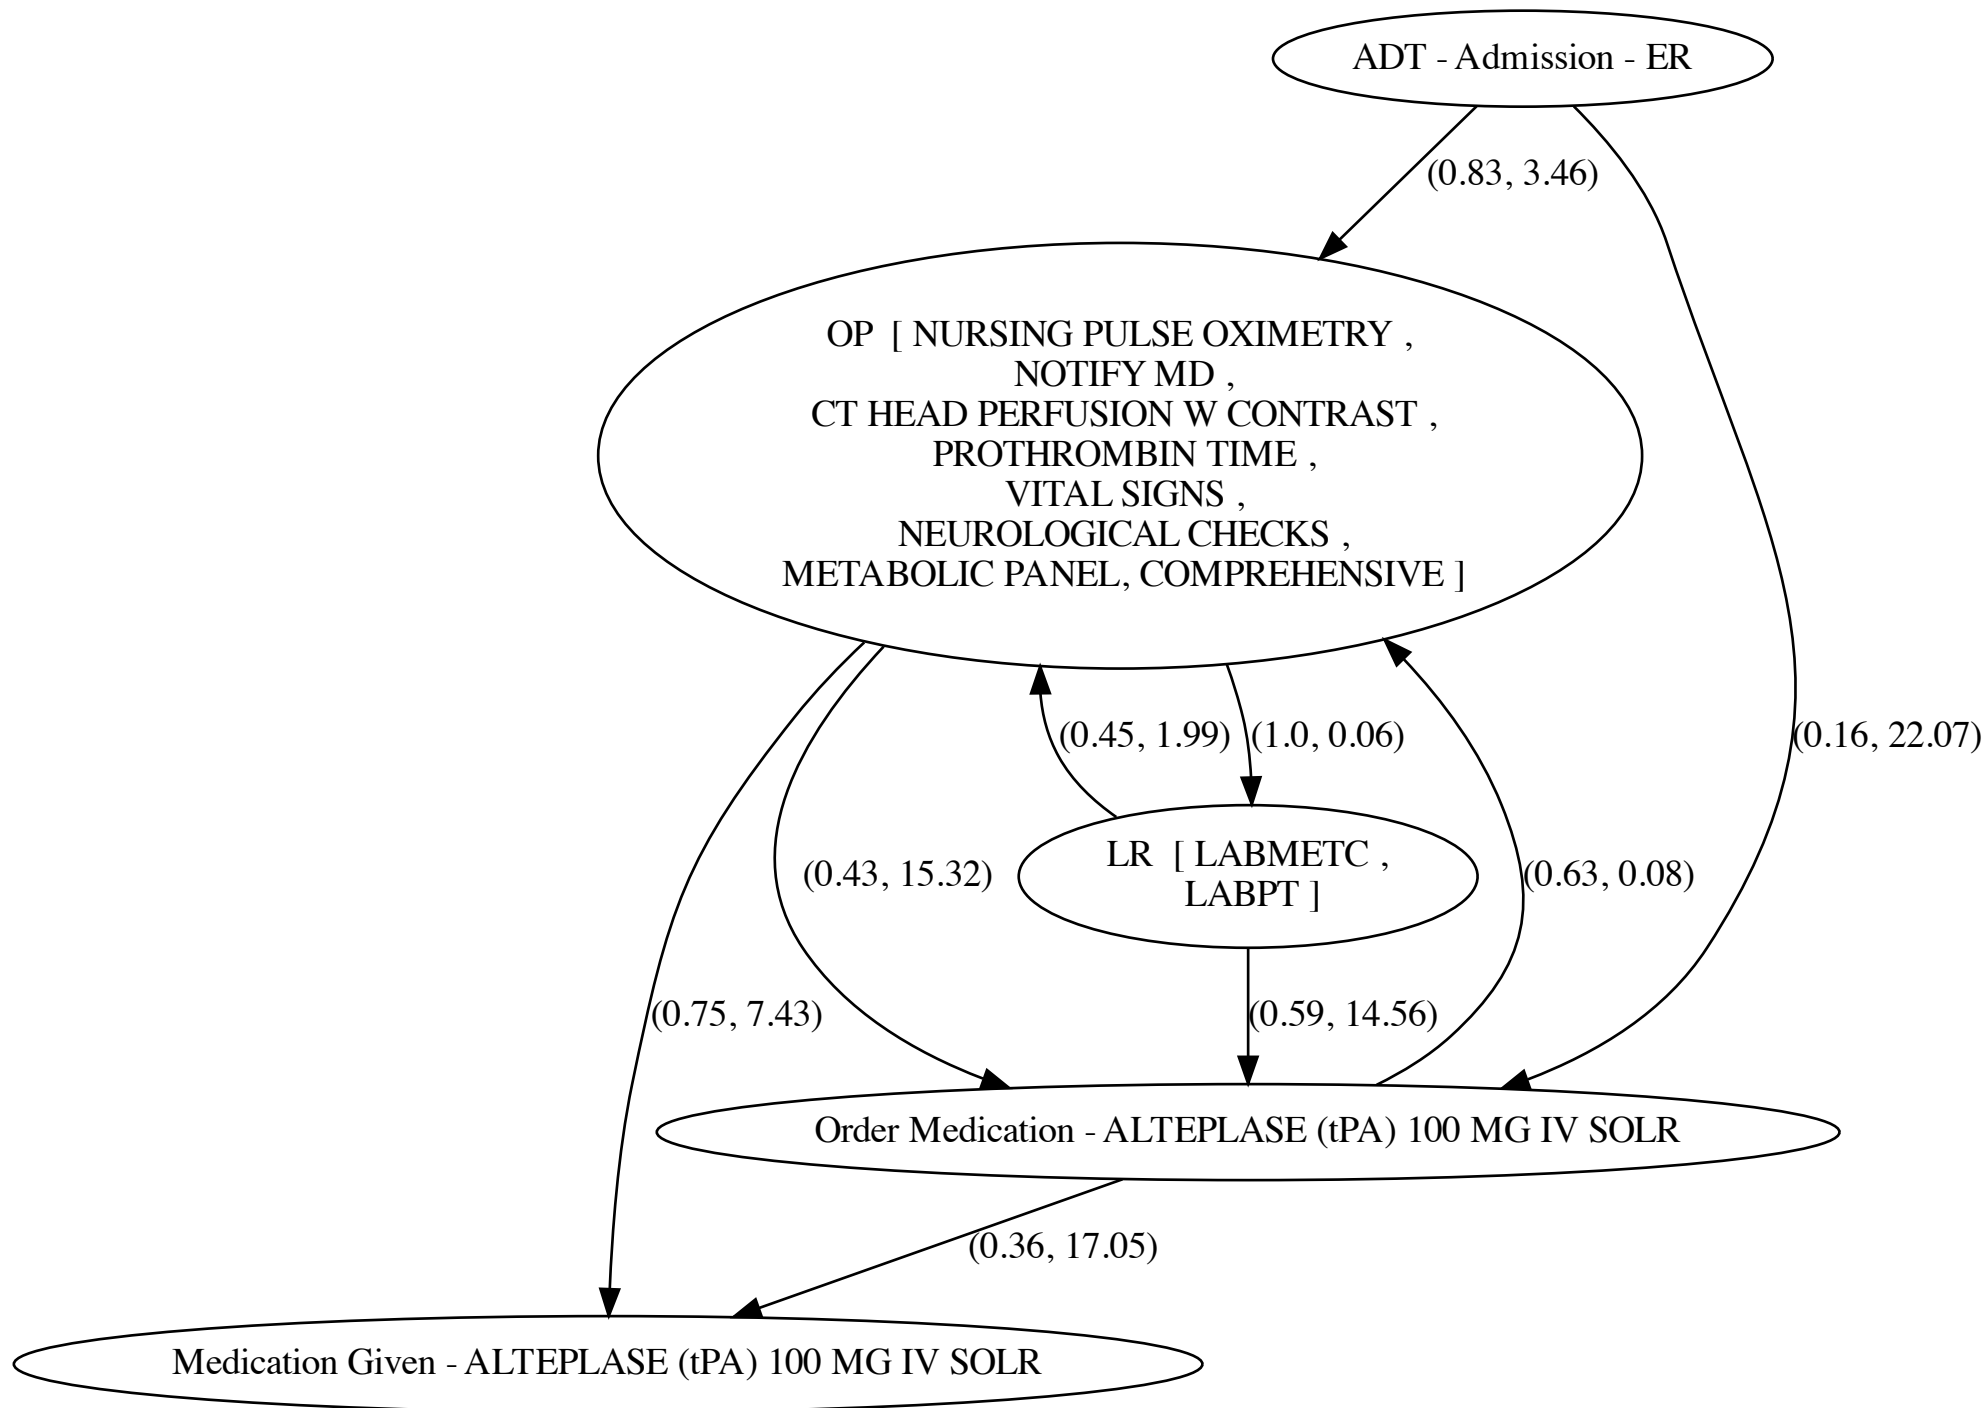 ADT - Admission - ER
(0.83, 3.46)
OP  [ NURSING PULSE OXIMETRY ,
NOTIFY MD ,
CT HEAD PERFUSION W CONTRAST ,
PROTHROMBIN TIME ,
VITAL SIGNS ,
NEUROLOGICAL CHECKS ,
METABOLIC PANEL, COMPREHENSIVE ]
(0.45, 1.99)
(1.0, 0.06)
(0.16, 22.07)
(0.43, 15.32)
LR  [ LABMETC ,
LABPT ]
(0.63, 0.08)
(0.75, 7.43)
(0.59, 14.56)
Order Medication - ALTEPLASE (tPA) 100 MG IV SOLR
(0.36, 17.05)
Medication Given - ALTEPLASE (tPA) 100 MG IV SOLR